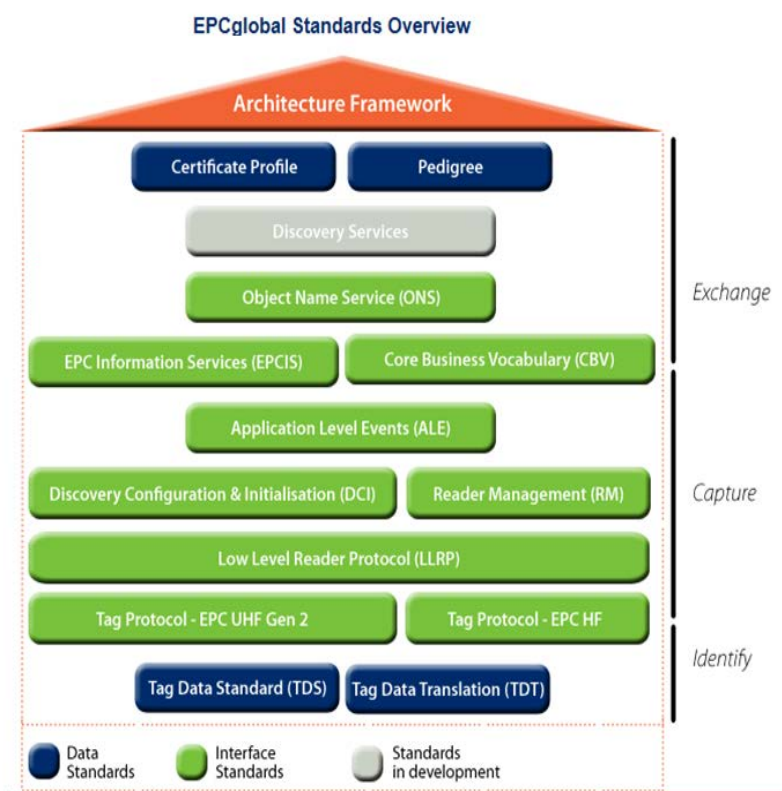 EPCglobal Standards Overview
Architecture Framework
Certificate Profile
Pedigree
Discovery Services
Object Name Service (ONS)
Exchange
EPC Information Services (EPCIS)
Core Business Vocabulary (CBV)
Application Level Events (ALE)
Discovery Configuration & Initialisation (DCI)
Reader Management (RM)
Capture
Low Level Reader Protocol (LLRP)
Tag Protocol - EPC UHF Gen 2
Tag Protocol - EPC HF
Identify
Tag Data Standard (TDS)
Tag Data Translation (TDT)
Data
Standards
Interface
Standards
Standards
in development